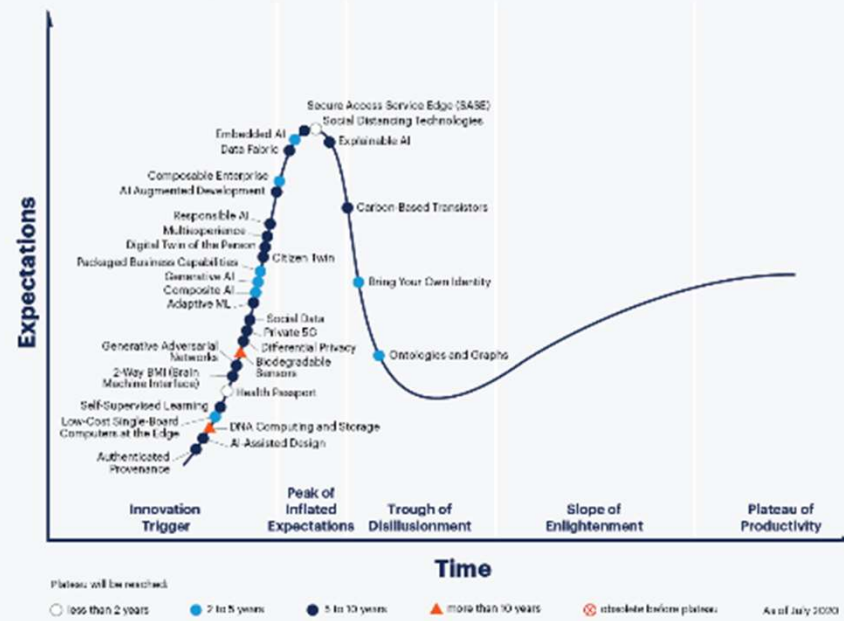 Secure Access Service Edge (SASE)
Social Distancing Technologies
Embedded AI
Explainable AI
Data Fabric
Composable Enterprise
AI Augmented Development
Carbon-Based Transistors
Responsible AI
Multiexperience
Digital Twin of the Person
Citizen Twin
Packaged Business Capabilities
Generative AI
Bring Your Own Identity
Composite AI
Adaptive ML
Social Data
Private 5G
Differential Privacy
Generative Adversarial
Networks
Ontologies and Graphs
Biodegradable
Sensors
2-Way BMI (Brain
Machine Interface)
Health Passport
Self-Supervised Learning
Low-Cost Single-Board
Computers at the Edge
DNA Computing and Storage
AI-Assisted Design
Authenticated
Provenance
Expectations
Innovation
Trigger
Peak of
Inflated
Expectations
Trough of
Disillusionment
Slope of
Enlightenment
Plateau of
Productivity
Time
Plateau will be reached:
less than 2 years
2 to 5 years
5 to 10 years
more than 10 years
obsolete before plateau
As of July 2020